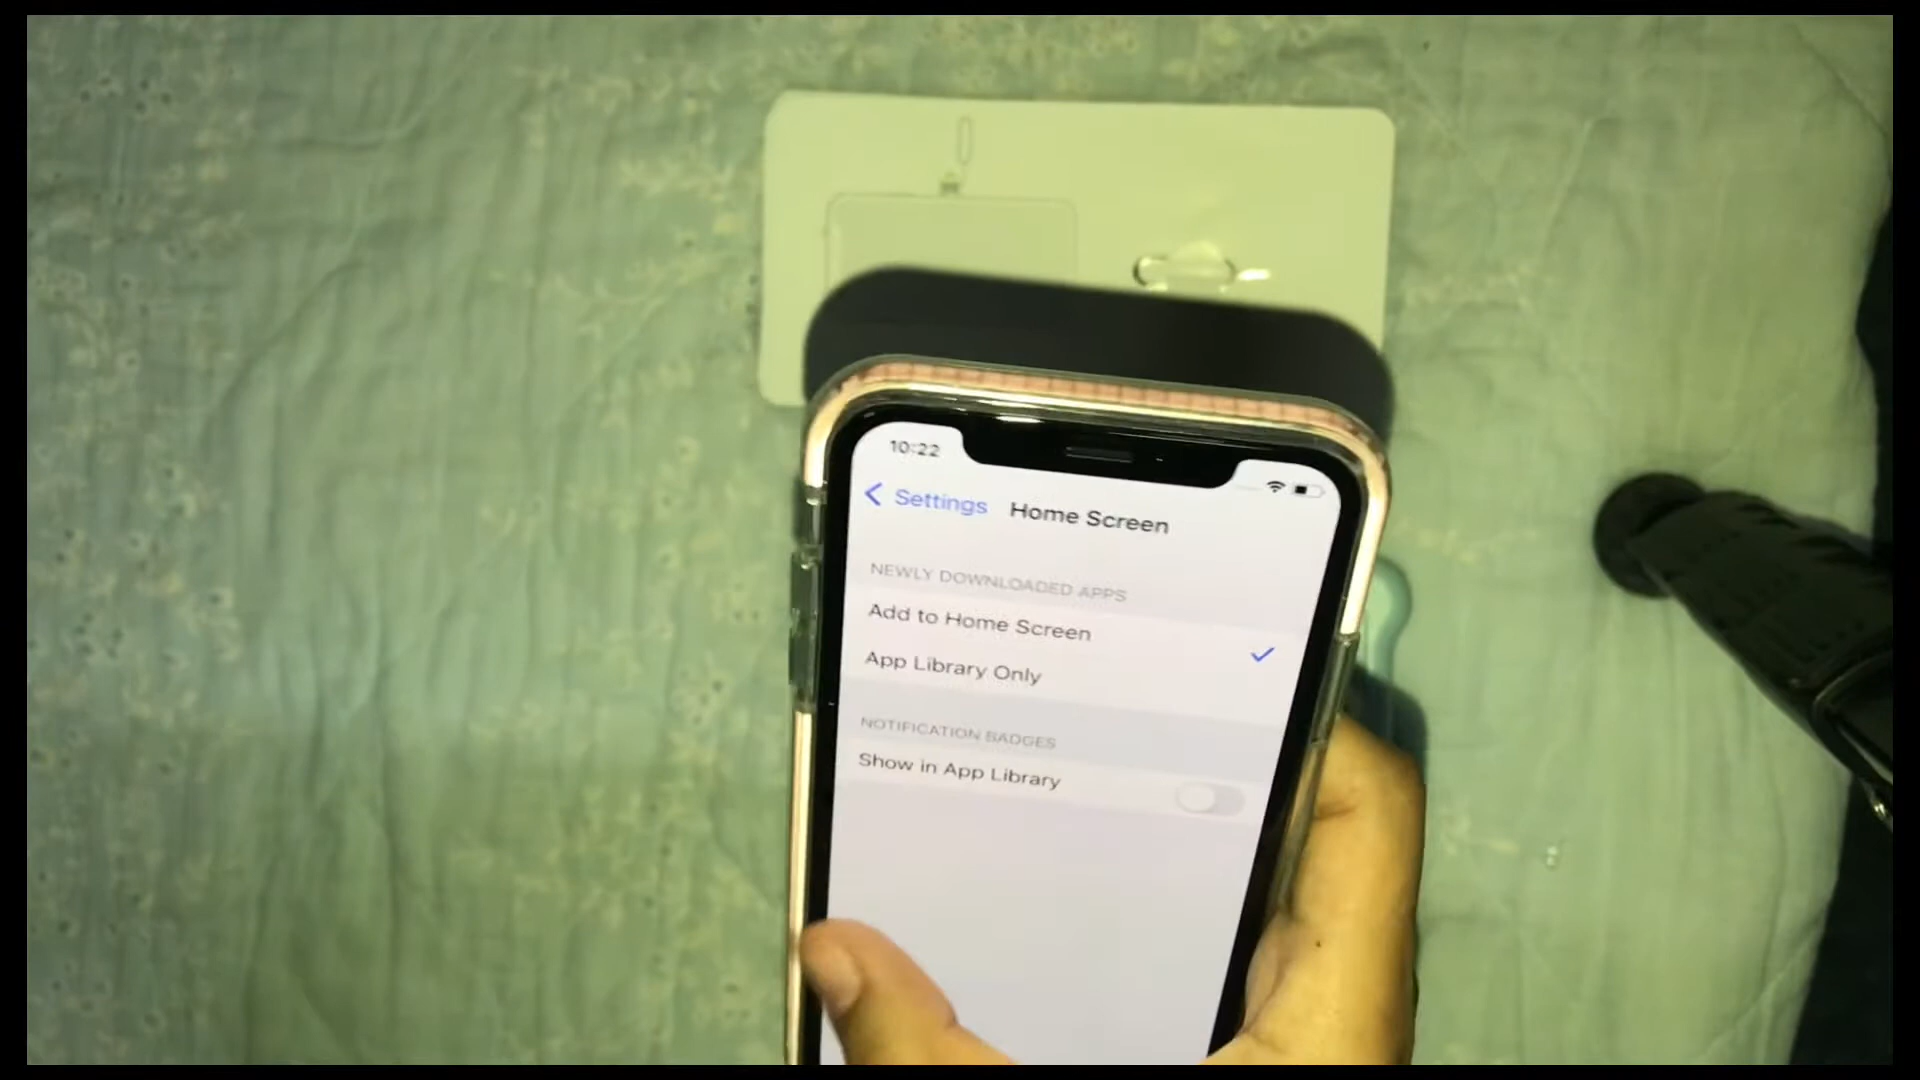 10:22
Settings Home Screen
NEWLY DOWNLOADED APPS
Add to Home Screen
App Library Only
NOTIFICATION BADGES
Show in App Library